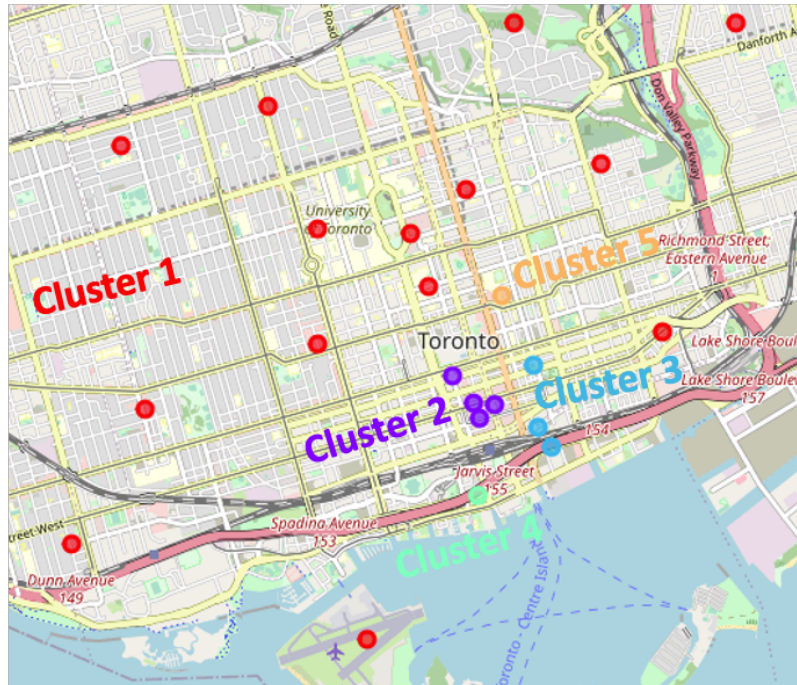 e Road
Danforth A
Don Valley Parkway
University
of Toronto
Cluster 5
Richmond Street;
Eastern Avenue
1
Cluster 1
Toronto
Lake Shore Boul
Cluster 3
Lake Shore Boulev
157
Cluster 2
154
Jarvis Street
155
Spadina Avenue
153
Street West
Cluster 4
Dunn Avenue
149
Toronto - Centre Island